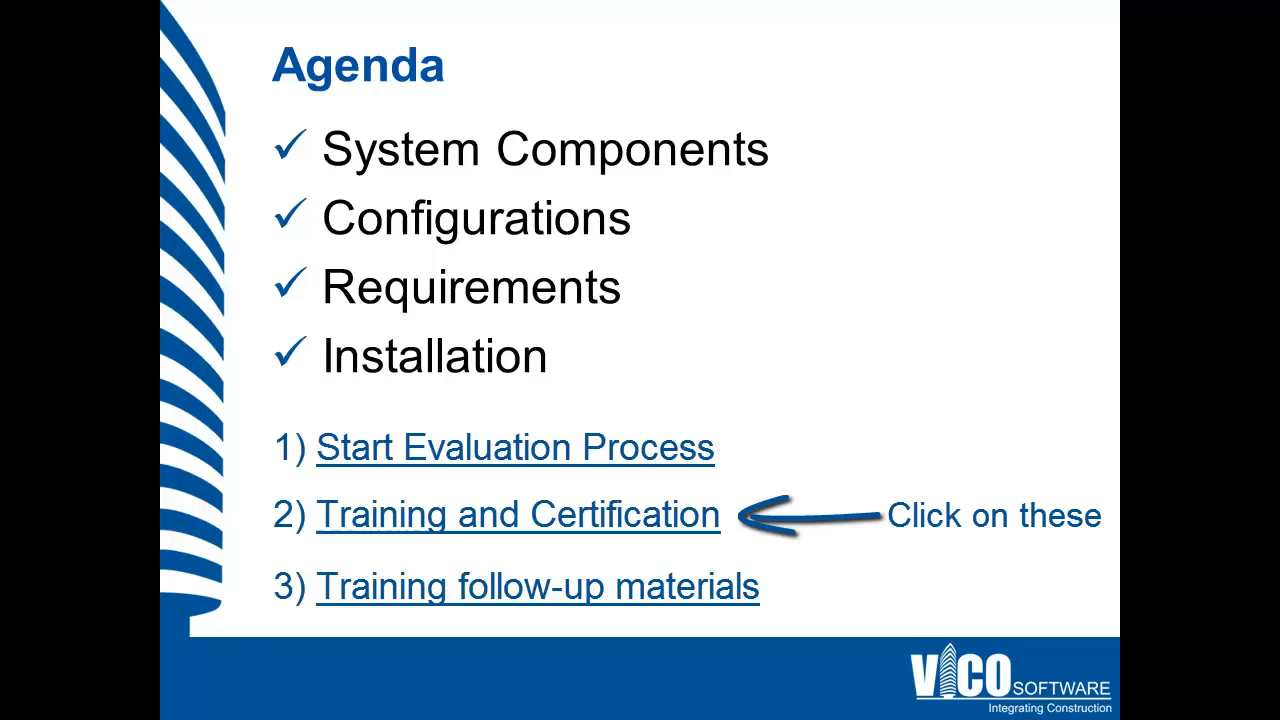 Agenda
✓ System Components
✓ Configurations
✓ Requirements
✓ Installation
1) Start Evaluation Process
2) Training and Certification Click on these
3) Training follow-up materials
VICO SOFTWARE
Integrating Construction